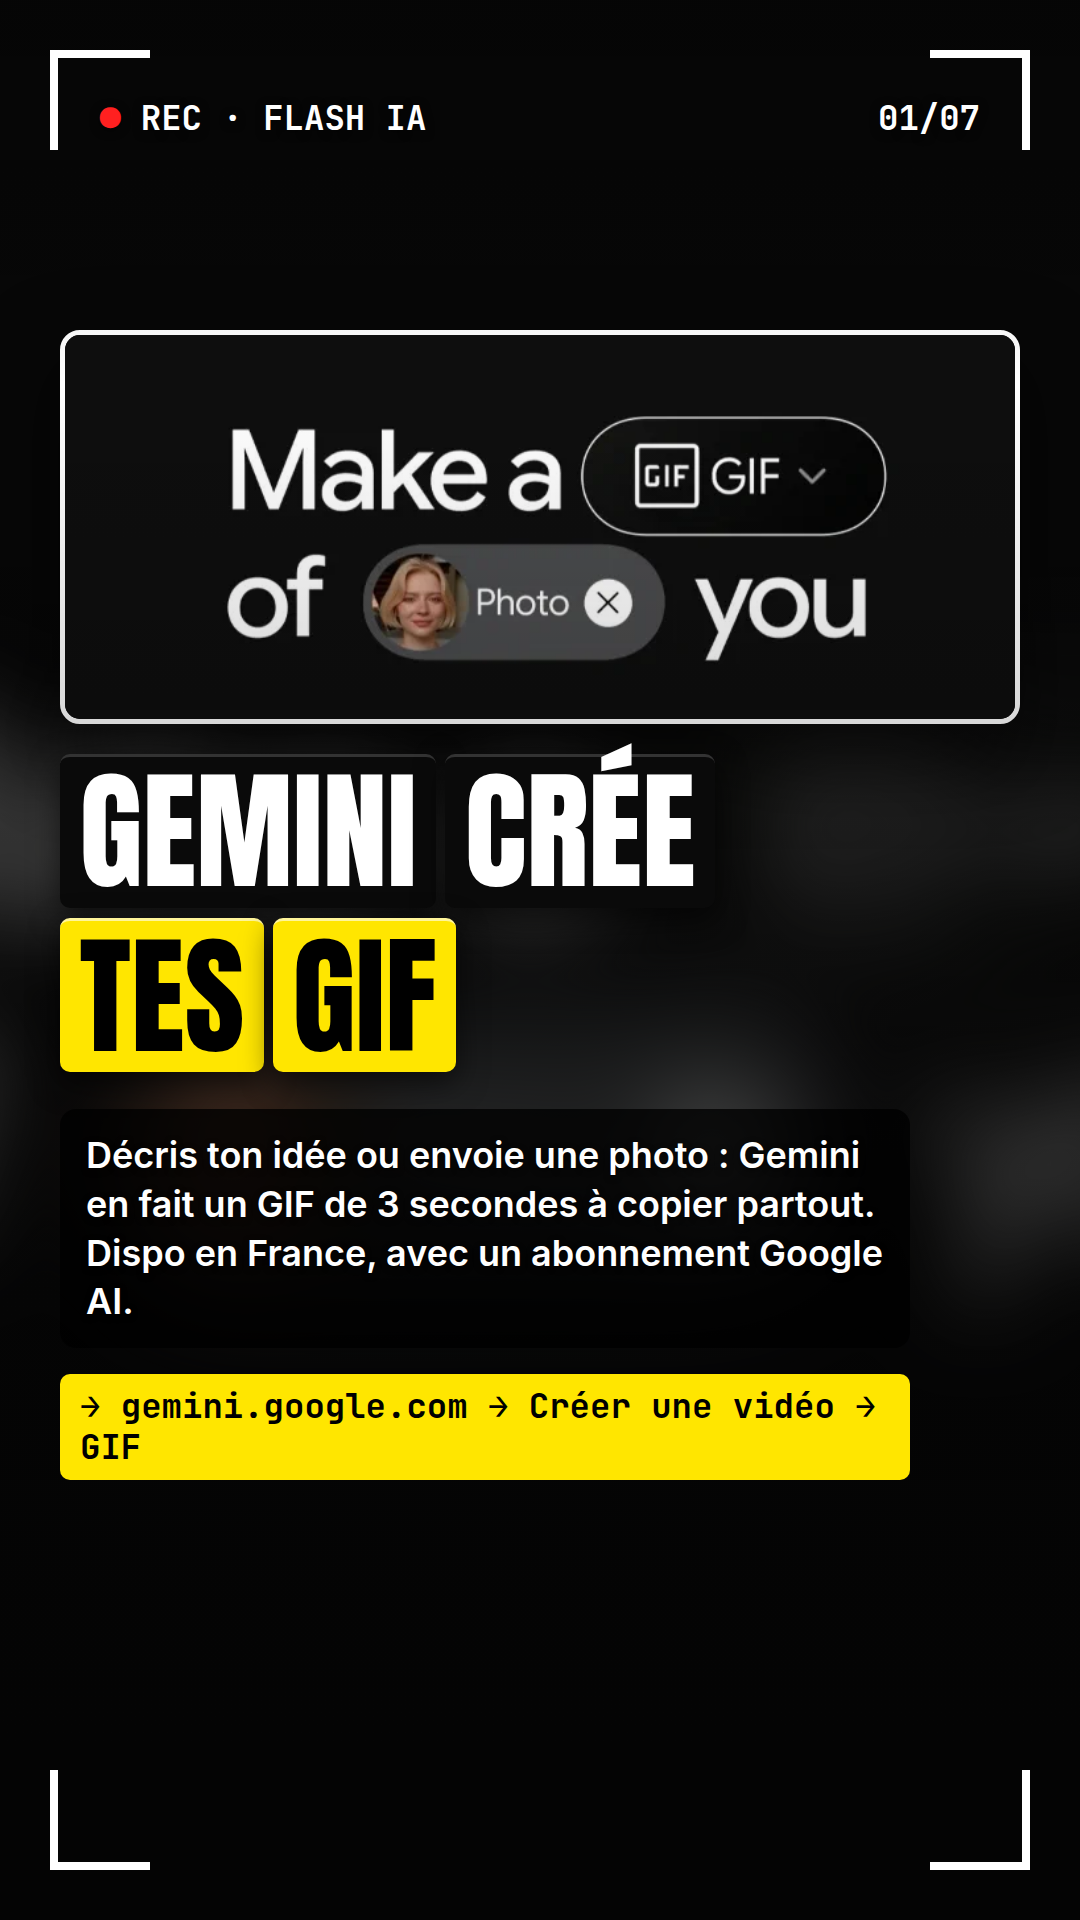 REC · FLASH IA
01/07
Make a GIF GIF
of Photo you
GEMINI CRÉE
TES GIF
Décris ton idée ou envoie une photo : Gemini
en fait un GIF de 3 secondes à copier partout.
Dispo en France, avec un abonnement Google
AI.
→ gemini.google.com → Créer une vidéo →
GIF